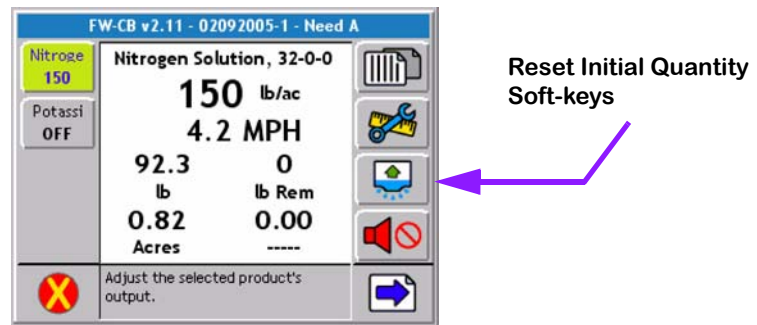 FW-CB v2.11 - 02092005-1 - Need A
Nitroge
150
Potassi
OFF
Nitrogen Solution, 32-0-0
150 lb/ac
4.2 MPH
92.3 0
lb lb Rem
0.82 0.00
Acres -----
Adjust the selected product's
output.
Reset Initial Quantity
Soft-keys